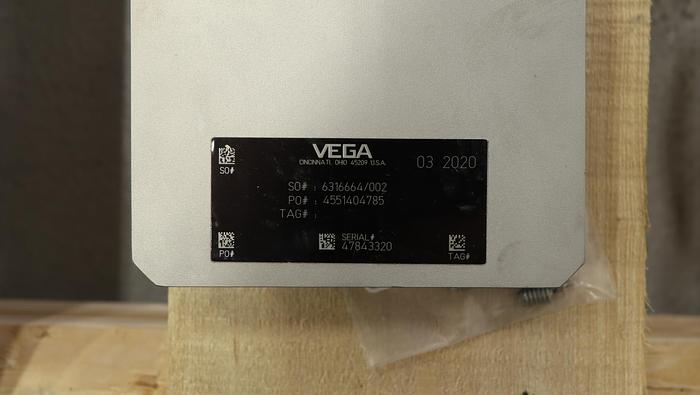 VEGA
CINCINNATI, OHIO 45209 U.S.A.
03 2020
SO#
SO# : 6316664/002
PO# : 4551404785
TAG# :
PO#
SERIAL#
47843320
TAG#